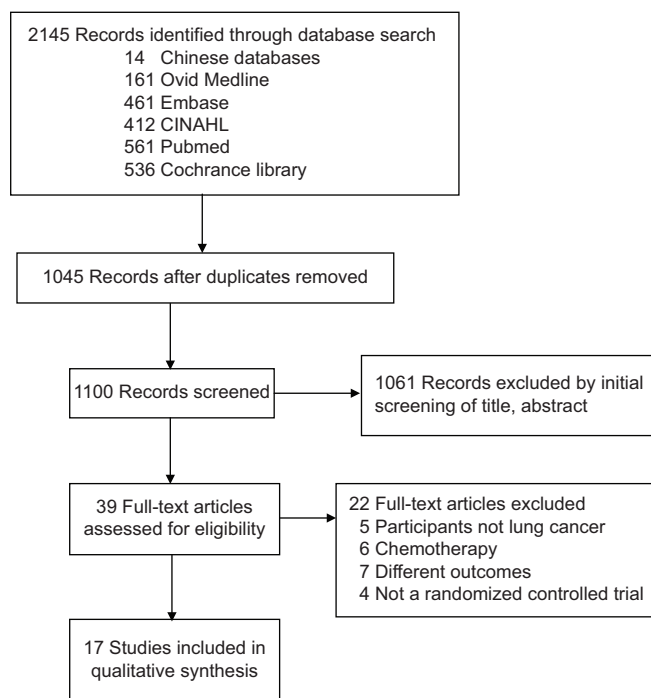 2145 Records identified through database search
14 Chinese databases
161 Ovid Medline
461 Embase
412 CINAHL
561 Pubmed
536 Cochrance library
1045 Records after duplicates removed
1100 Records screened
1061 Records excluded by initial
screening of title, abstract
39 Full-text articles
assessed for eligibility
22 Full-text articles excluded
5 Participants not lung cancer
6 Chemotherapy
7 Different outcomes
4 Not a randomized controlled trial
17 Studies included in
qualitative synthesis